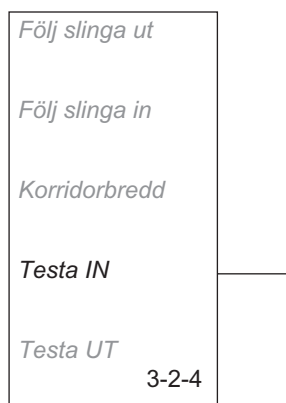 Följ slinga ut
Följ slinga in
Korridorbredd
Testa IN
Testa UT
3-2-4